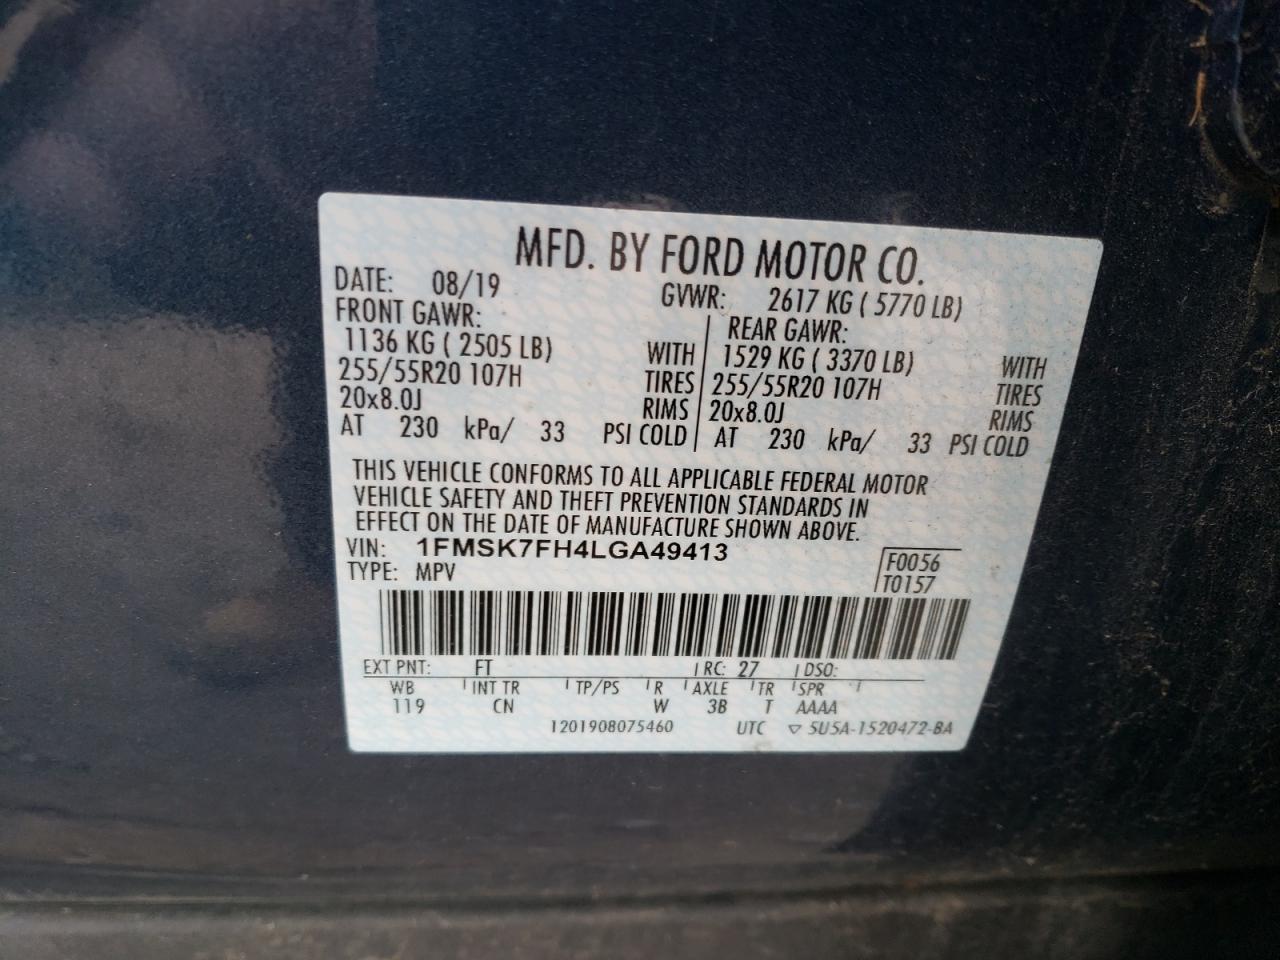 MFD. BY FORD MOTOR CO.
DATE: 08/19 GVWR: 2617 KG ( 5770 LB)
FRONT GAWR: REAR GAWR:
1136 KG ( 2505 LB) WITH 1529 KG ( 3370 LB) WITH
255/55R20 107H TIRES 255/55R20 107H TIRES
20x8.0J RIMS 20x8.0J RIMS
AT 230 kPa/ 33 PSI COLD AT 230 kPa/ 33 PSI COLD
THIS VEHICLE CONFORMS TO ALL APPLICABLE FEDERAL MOTOR
VEHICLE SAFETY AND THEFT PREVENTION STANDARDS IN
EFFECT ON THE DATE OF MANUFACTURE SHOWN ABOVE.
VIN: 1FMSK7FH4LGA49413 F0056
TYPE: MPV T0157
EXT PNT: FT RC: 27 DSO:
WB INT TR TP/PS R AXLE TR SPR
119 CN W 3B T AAAA
1201908075460 UTC ▽ 5U5A-1520472-BA